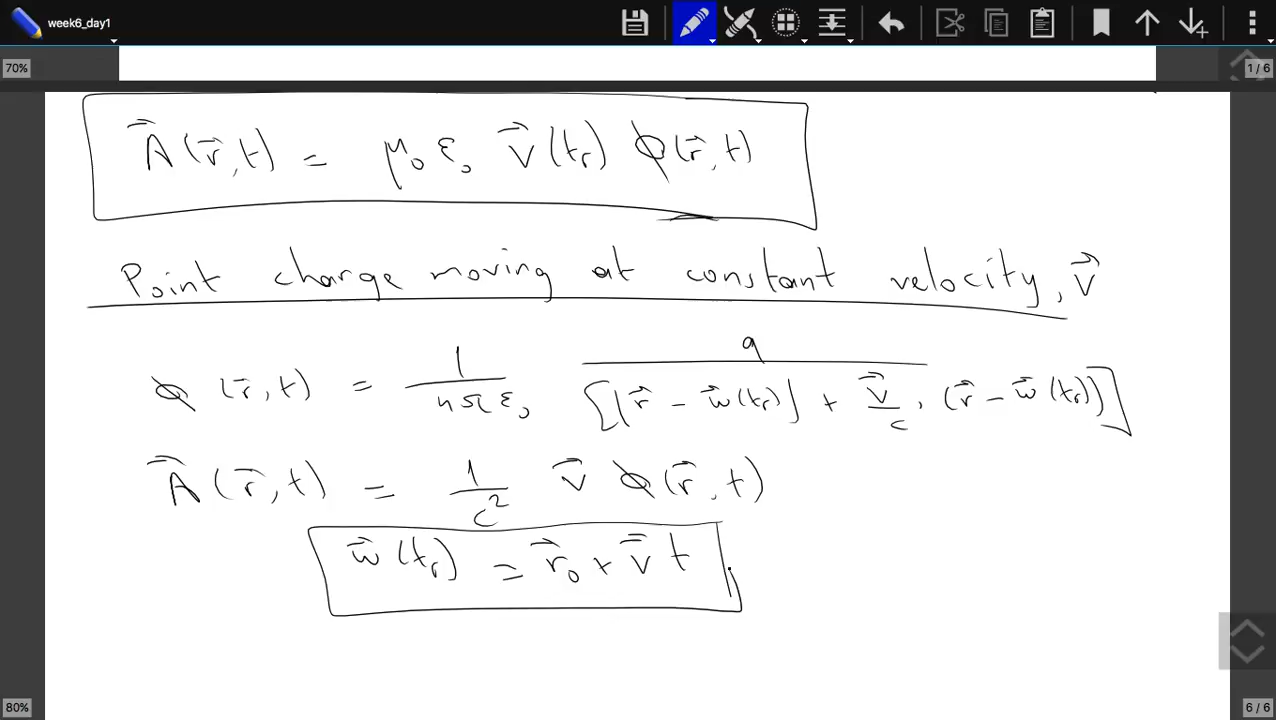 week6_day1
70%
1 / 6
A⃗(r⃗,t) = μ₀ ε₀ v⃗(tᵣ) ϕ(r⃗,t)
Point charge moving at constant velocity, v⃗
ϕ(r⃗,t) = 1/(4πε₀) q/[|r⃗ - w⃗(tᵣ)| + v⃗/c · (r⃗ - w⃗(tᵣ))]
A⃗(r⃗,t) = 1/c² v⃗ ϕ(r⃗,t)
w⃗(tᵣ) = r⃗₀ + v⃗ t
80%
6 / 6